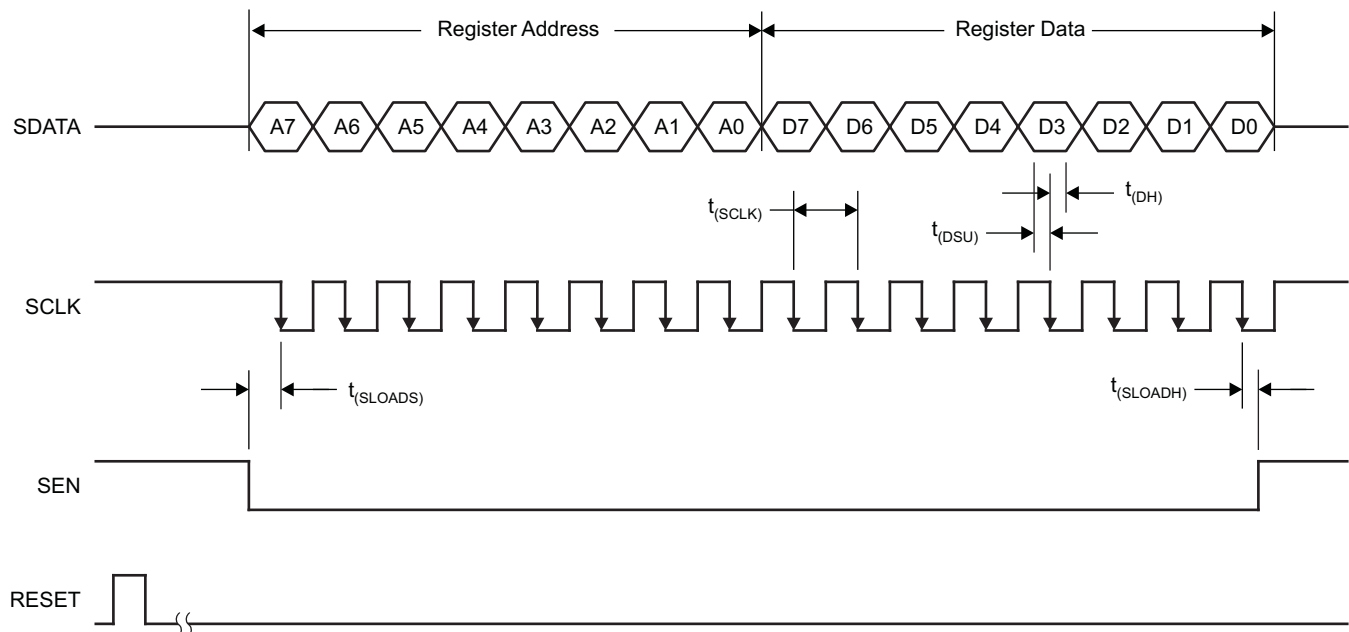 Register Address
Register Data
SDATA
A7 A6 A5 A4 A3 A2 A1 A0 D7 D6 D5 D4 D3 D2 D1 D0
t(DH)
t(SCLK)
t(DSU)
SCLK
t(SLOADS)
t(SLOADH)
SEN
RESET